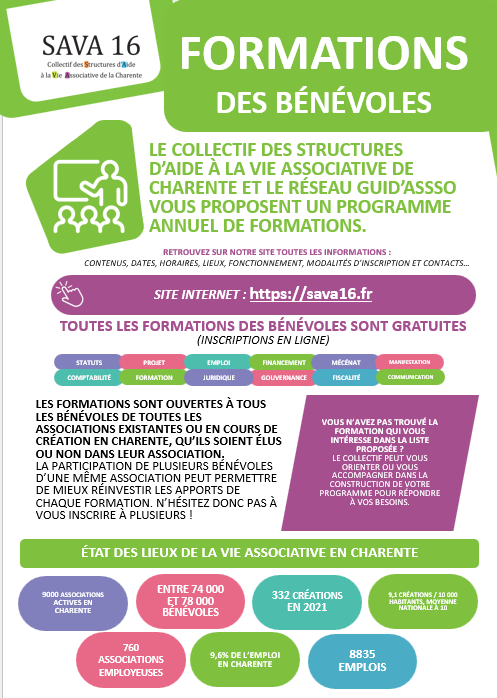 SAVA 16
Collectif des Structures d'Aide
à la Vie Associative de la Charente
FORMATIONS
DES BÉNÉVOLES
LE COLLECTIF DES STRUCTURES
D'AIDE À LA VIE ASSOCIATIVE DE
CHARENTE ET LE RÉSEAU GUID'ASSSO
VOUS PROPOSENT UN PROGRAMME
ANNUEL DE FORMATIONS.
RETROUVEZ SUR NOTRE SITE TOUTES LES INFORMATIONS :
CONTENUS, DATES, HORAIRES, LIEUX, FONCTIONNEMENT, MODALITÉS D'INSCRIPTION ET CONTACTS...
SITE INTERNET : https://sava16.fr
TOUTES LES FORMATIONS DES BÉNÉVOLES SONT GRATUITES
(INSCRIPTIONS EN LIGNE)
STATUTS PROJET EMPLOI FINANCEMENT MÉCÉNAT MANIFESTATION
COMPTABILITÉ FORMATION JURIDIQUE GOUVERNANCE FISCALITÉ COMMUNICATION
LES FORMATIONS SONT OUVERTES À TOUS
LES BÉNÉVOLES DE TOUTES LES
ASSOCIATIONS EXISTANTES OU EN COURS DE
CRÉATION EN CHARENTE, QU'ILS SOIENT ÉLUS
OU NON DANS LEUR ASSOCIATION.
LA PARTICIPATION DE PLUSIEURS BÉNÉVOLES
D'UNE MÊME ASSOCIATION PEUT PERMETTRE
DE MIEUX RÉINVESTIR LES APPORTS DE
CHAQUE FORMATION. N'HÉSITEZ DONC PAS À
VOUS INSCRIRE À PLUSIEURS !
VOUS N'AVEZ PAS TROUVÉ LA
FORMATION QUI VOUS
INTÉRESSE DANS LA LISTE
PROPOSÉE ?
LE COLLECTIF PEUT VOUS
ORIENTER OU VOUS
ACCOMPAGNER DANS LA
CONSTRUCTION DE VOTRE
PROGRAMME POUR RÉPONDRE
À VOS BESOINS.
ÉTAT DES LIEUX DE LA VIE ASSOCIATIVE EN CHARENTE
9000 ASSOCIATIONS
ACTIVES EN
CHARENTE
ENTRE 74 000
ET 78 000
BÉNÉVOLES
332 CRÉATIONS
EN 2021
9,1 CRÉATIONS / 10 000
HABITANTS, MOYENNE
NATIONALE À 10
760
ASSOCIATIONS
EMPLOYEUSES
9,6% DE L'EMPLOI
EN CHARENTE
8835
EMPLOIS